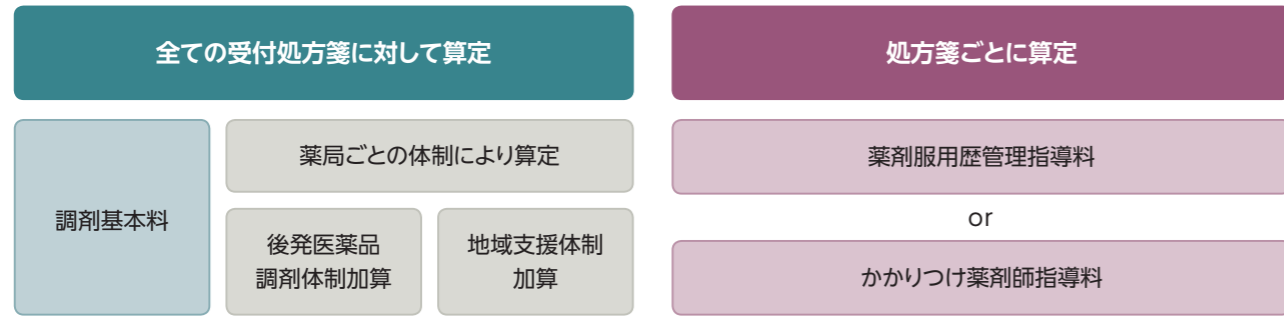 全ての受付処方箋に対して算定
処方箋ごとに算定
調剤基本料
薬局ごとの体制により算定
後発医薬品
調剤体制加算
地域支援体制
加算
薬剤服用歴管理指導料
or
かかりつけ薬剤師指導料